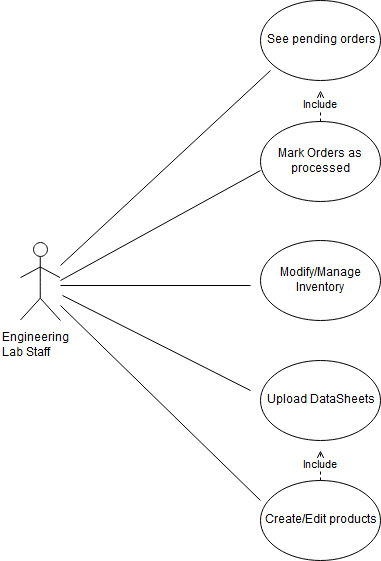 See pending orders
Include
Mark Orders as
processed
Modify/Manage
Inventory
Engineering
Lab Staff
Upload DataSheets
Include
Create/Edit products